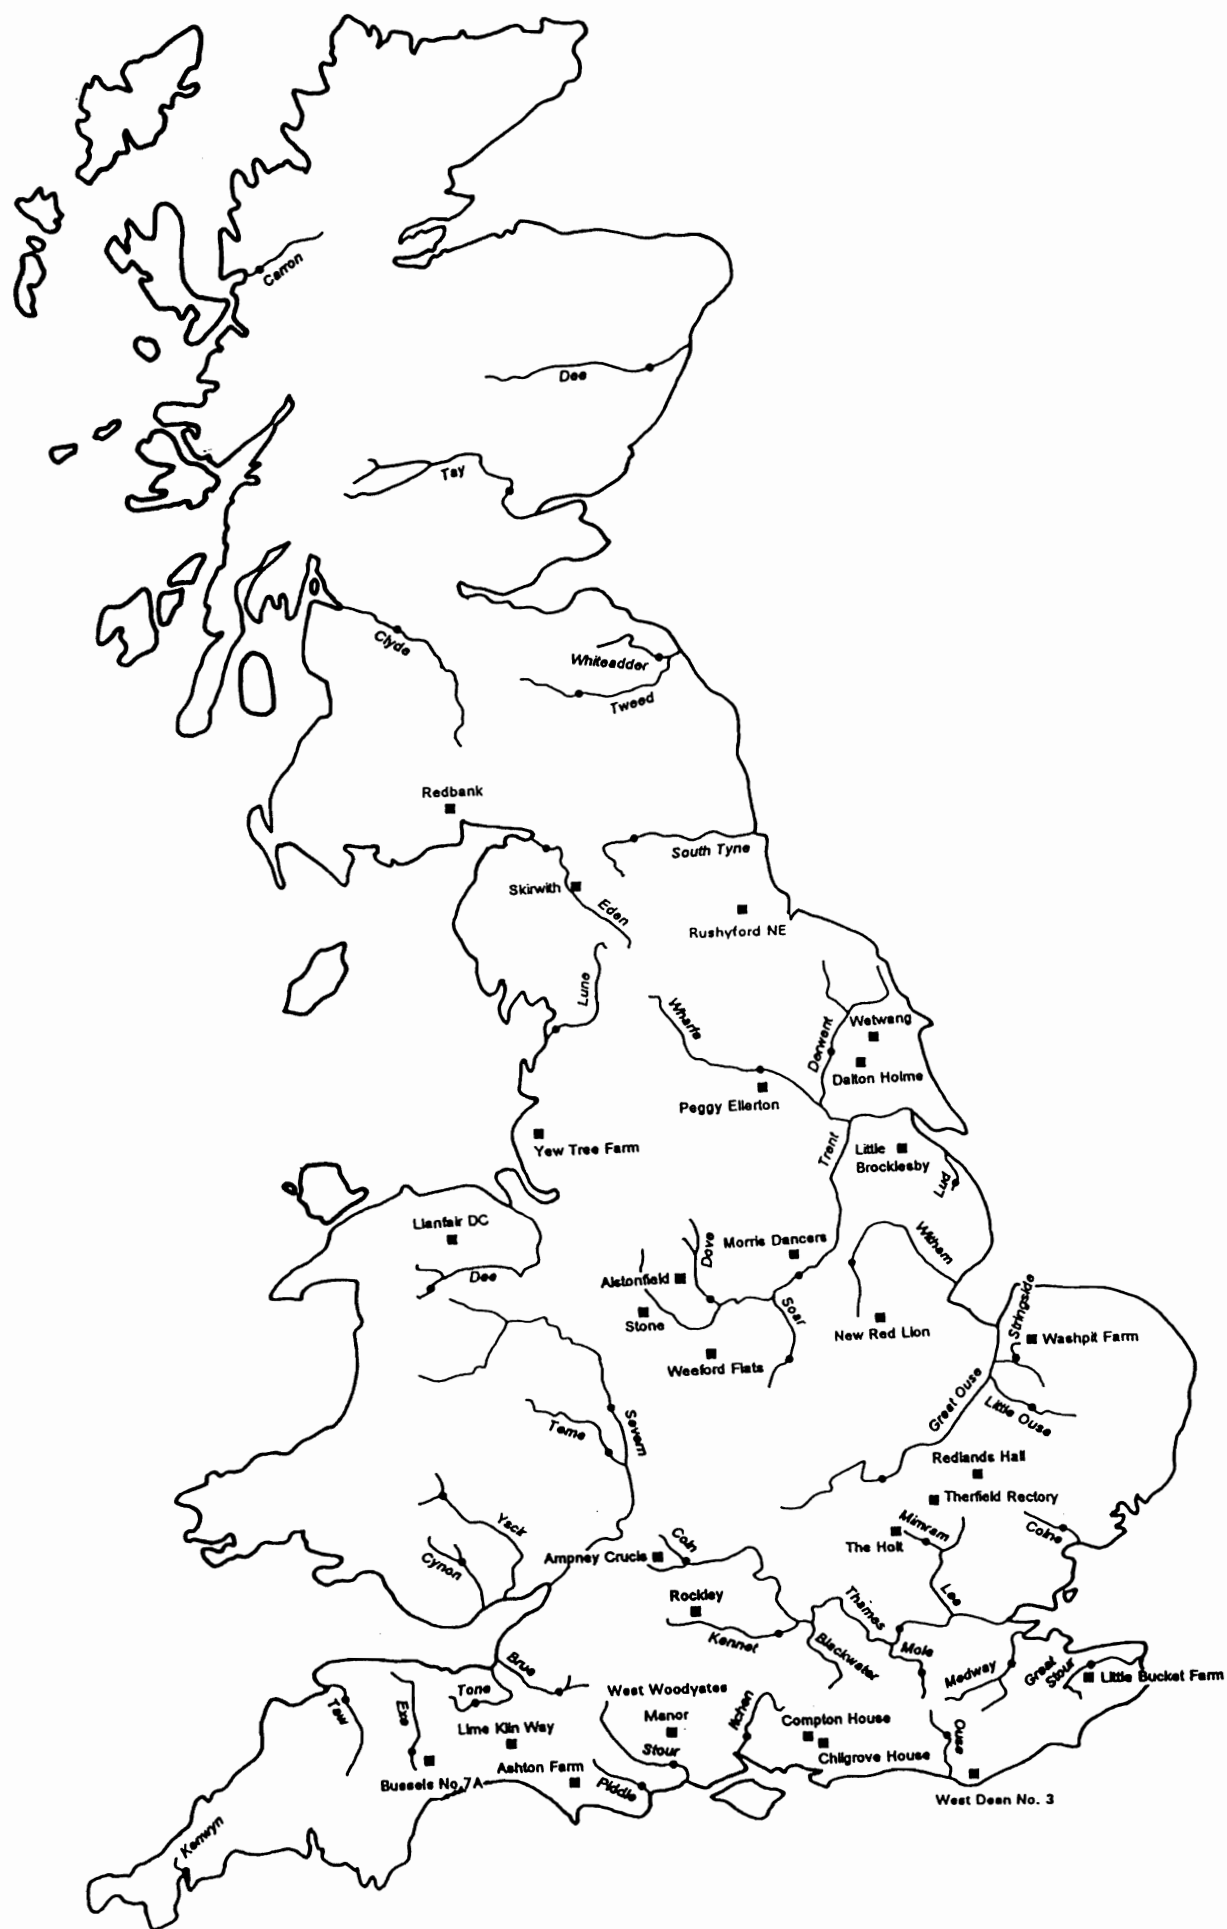 Carron
Dee
Tay
Clyde
Whiteadder
Tweed
Redbank
South Tyne
Skirwith
Eden
Rushyford NE
Lune
Wharfe
Derwent
Wetwang
Dalton Holme
Peggy Ellerton
Yew Tree Farm
Trent
Little
Brocklesby
Lud
Llanfair DC
Dee
Dove
Morris Dancers
Witham
Alstonfield
Stone
Soar
New Red Lion
Stringside
Washpit Farm
Weeford Flats
Great Ouse
Little Ouse
Severn
Teme
Redlands Hall
Therfield Rectory
Yscir
Cynon
Ampney Crucis
Coln
Mimram
The Holt
Colne
Lee
Rockley
Kennet
Thames
Blackwater
Mole
Medway
Great
Stour
Little Bucket Farm
Brue
Tone
Taw
Exe
West Woodyates
Manor
Itchen
Compton House
Chilgrove House
Ouse
Lime Kiln Way
Stour
Ashton Farm
Piddle
Bussels No. 7A
West Dean No. 3
Kenwyn